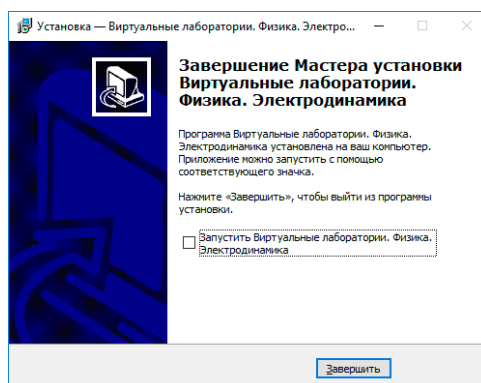 Установка — Виртуальные лаборатории. Физика. Электро...
Завершение Мастера установки
Виртуальные лаборатории.
Физика. Электродинамика
Программа Виртуальные лаборатории. Физика.
Электродинамика установлена на ваш компьютер.
Приложение можно запустить с помощью
соответствующего значка.
Нажмите «Завершить», чтобы выйти из программы
установки.
Запустить Виртуальные лаборатории. Физика.
Электродинамика
Завершить